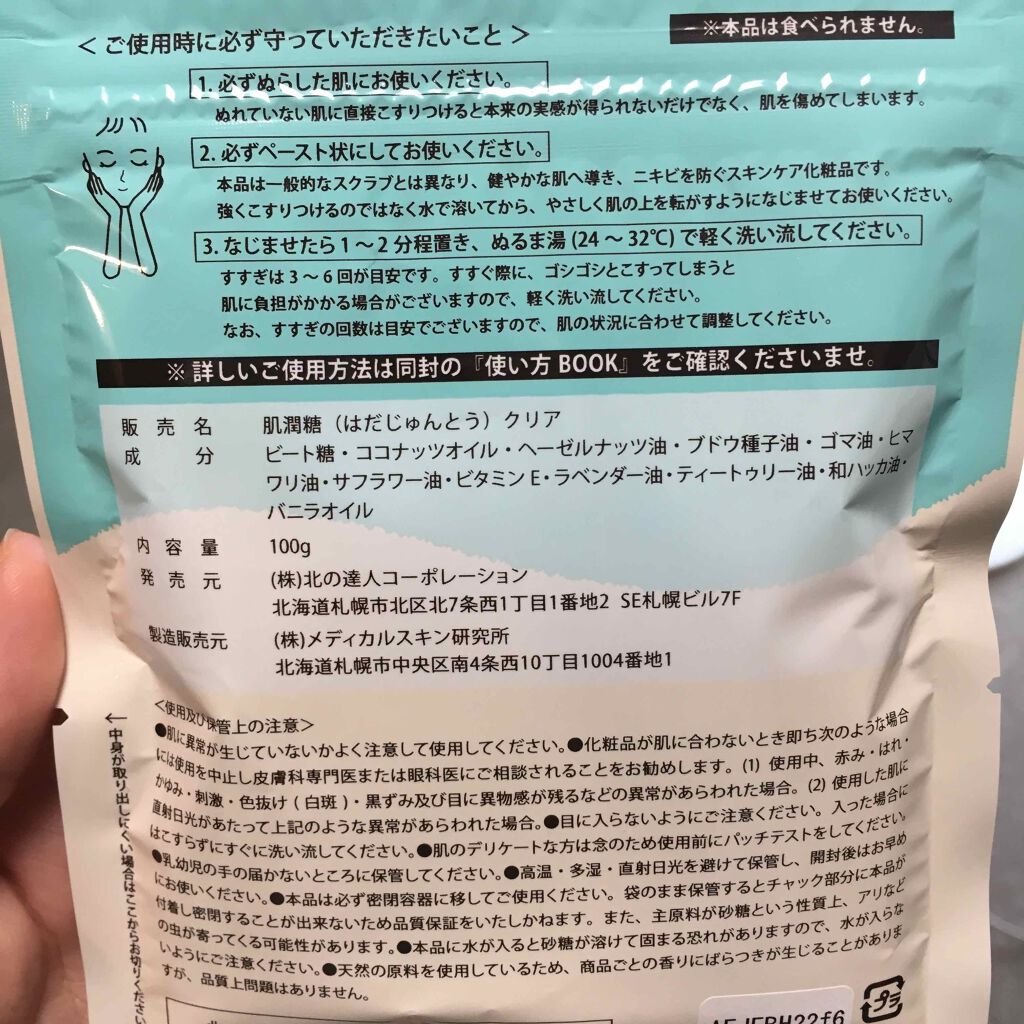 ＜ご使用時に必ず守っていただきたいこと＞
※本品は食べられません。
1. 必ずぬらした肌にお使いください。
ぬれていない肌に直接こすりつけると本来の実感が得られないだけでなく、肌を傷めてしまいます。
2. 必ずペースト状にしてお使いください。
本品は一般的なスクラブとは異なり、健やかな肌へ導き、ニキビを防ぐスキンケア化粧品です。
強くこすりつけるのではなく水で溶いてから、やさしく肌の上を転がすようになじませてお使いください。
3. なじませたら1～2分程置き、ぬるま湯(24～32℃)で軽く洗い流してください。
すすぎは3～6回が目安です。すすぐ際に、ゴシゴシとこすってしまうと
肌に負担がかかる場合がございますので、軽く洗い流してください。
なお、すすぎの回数は目安でございますので、肌の状況に合わせて調整してください。
※詳しいご使用方法は同封の『使い方BOOK』をご確認くださいませ。
販売名 肌潤糖（はだじゅんとう）クリア
成分 ビート糖・ココナッツオイル・ヘーゼルナッツ油・ブドウ種子油・ゴマ油・ヒマ
ワリ油・サフラワー油・ビタミンE・ラベンダー油・ティートゥリー油・和ハッカ油・
バニラオイル
内容量 100g
発売元 (株)北の達人コーポレーション
北海道札幌市北区北7条西1丁目1番地2 SE札幌ビル7F
製造販売元 (株)メディカルスキン研究所
北海道札幌市中央区南4条西10丁目1004番地1
＜使用及び保管上の注意＞
●肌に異常が生じていないかよく注意して使用してください。●化粧品が肌に合わないとき即ち次のような場合
には使用を中止し皮膚科専門医または眼科医にご相談されることをお勧めします。(1) 使用中、赤み・はれ・
かゆみ・刺激・色抜け(白斑)・黒ずみ及び目に異物感が残るなどの異常があらわれた場合。(2) 使用した肌に
直射日光があたって上記のような異常があらわれた場合。●目に入らないようにご注意ください。入った場合に
はこすらずにすぐに洗い流してください。●肌のデリケートな方は念のため使用前にパッチテストをしてください。
●乳幼児の手の届かないところに保管してください。●高温・多湿・直射日光を避けて保管し、開封後はお早め
にお使いください。●本品は必ず密閉容器に移してご使用ください。袋のまま保管するとチャック部分に本品が
付着し密閉することが出来ないため品質保証をいたしかねます。また、主原料が砂糖という性質上、アリなど
の虫が寄ってくる可能性があります。●本品に水が入ると砂糖が溶けて固まる恐れがありますので、水が入らな
いようにご注意ください。●天然の原料を使用しているため、商品ごとの香りにばらつきが生じることがありま
すが、品質上問題はありません。
←中身が取り出しにくい場合はここからお切りください
プラ